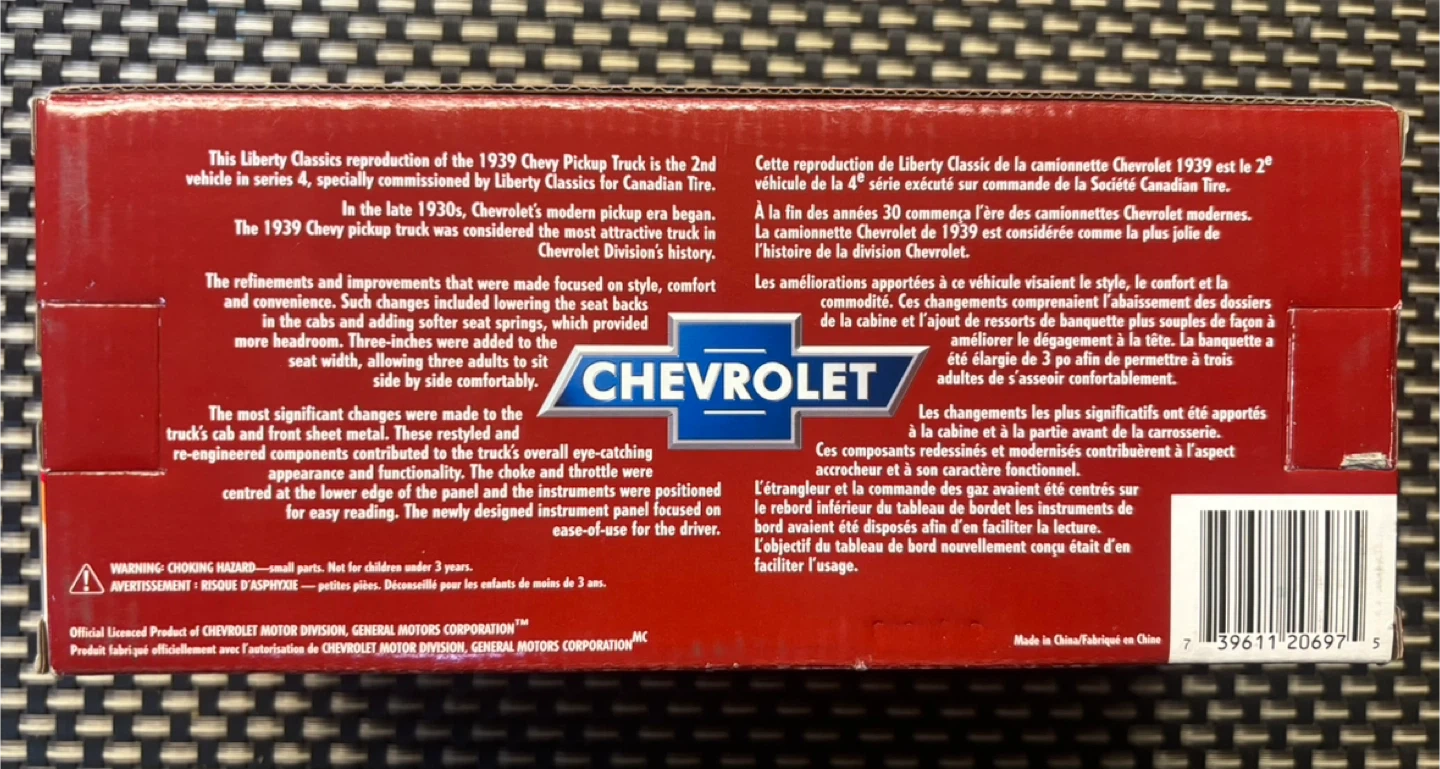 This Liberty Classics reproduction of the 1939 Chevy Pickup Truck is the 2nd
vehicle in series 4, specially commissioned by Liberty Classics for Canadian Tire.
In the late 1930s, Chevrolet's modern pickup era began.
The 1939 Chevy pickup truck was considered the most attractive truck in
Chevrolet Division's history.
The refinements and improvements that were made focused on style, comfort
and convenience. Such changes included lowering the seat backs
in the cabs and adding softer seat springs, which provided
more headroom. Three-inches were added to the
seat width, allowing three adults to sit
side by side comfortably.
The most significant changes were made to the
truck's cab and front sheet metal. These restyled and
re-engineered components contributed to the truck's overall eye-catching
appearance and functionality. The choke and throttle were
centred at the lower edge of the panel and the instruments were positioned
for easy reading. The newly designed instrument panel focused on
ease-of-use for the driver.
Cette reproduction de Liberty Classic de la camionnette Chevrolet 1939 est le 2e
véhicule de la 4e série exécuté sur commande de la Société Canadian Tire.
À la fin des années 30 commença l'ère des camionnettes Chevrolet modernes.
La camionnette Chevrolet de 1939 est considérée comme la plus jolie de
l'histoire de la division Chevrolet.
Les améliorations apportées à ce véhicule visaient le style, le confort et la
commodité. Ces changements comprenaient l'abaissement des dossiers
de la cabine et l'ajout de ressorts de banquette plus souples de façon à
améliorer le dégagement à la tête. La banquette a
été élargie de 3 po afin de permettre à trois
adultes de s'asseoir confortablement.
Les changements les plus significatifs ont été apportés
à la cabine et à la partie avant de la carrosserie.
Ces composants redessinés et modernisés contribuèrent à l'aspect
accrocheur et à son caractère fonctionnel.
L'étrangleur et la commande des gaz avaient été centrés sur
le rebord inférieur du tableau de bordet les instruments de
bord avaient été disposés afin d'en faciliter la lecture.
L'objectif du tableau de bord nouvellement conçu était d'en
faciliter l'usage.
CHEVROLET
WARNING: CHOKING HAZARD—small parts. Not for children under 3 years.
AVERTISSEMENT : RISQUE D'ASPHYXIE — petites pièes. Déconseillé pour les enfants de moins de 3 ans.
Official Licenced Product of CHEVROLET MOTOR DIVISION, GENERAL MOTORS CORPORATION™
Produit fabriqué officiellement avec l'autorisation de CHEVROLET MOTOR DIVISION, GENERAL MOTORS CORPORATION MC
Made in China/Fabriqué en Chine
7 39611 20697 5